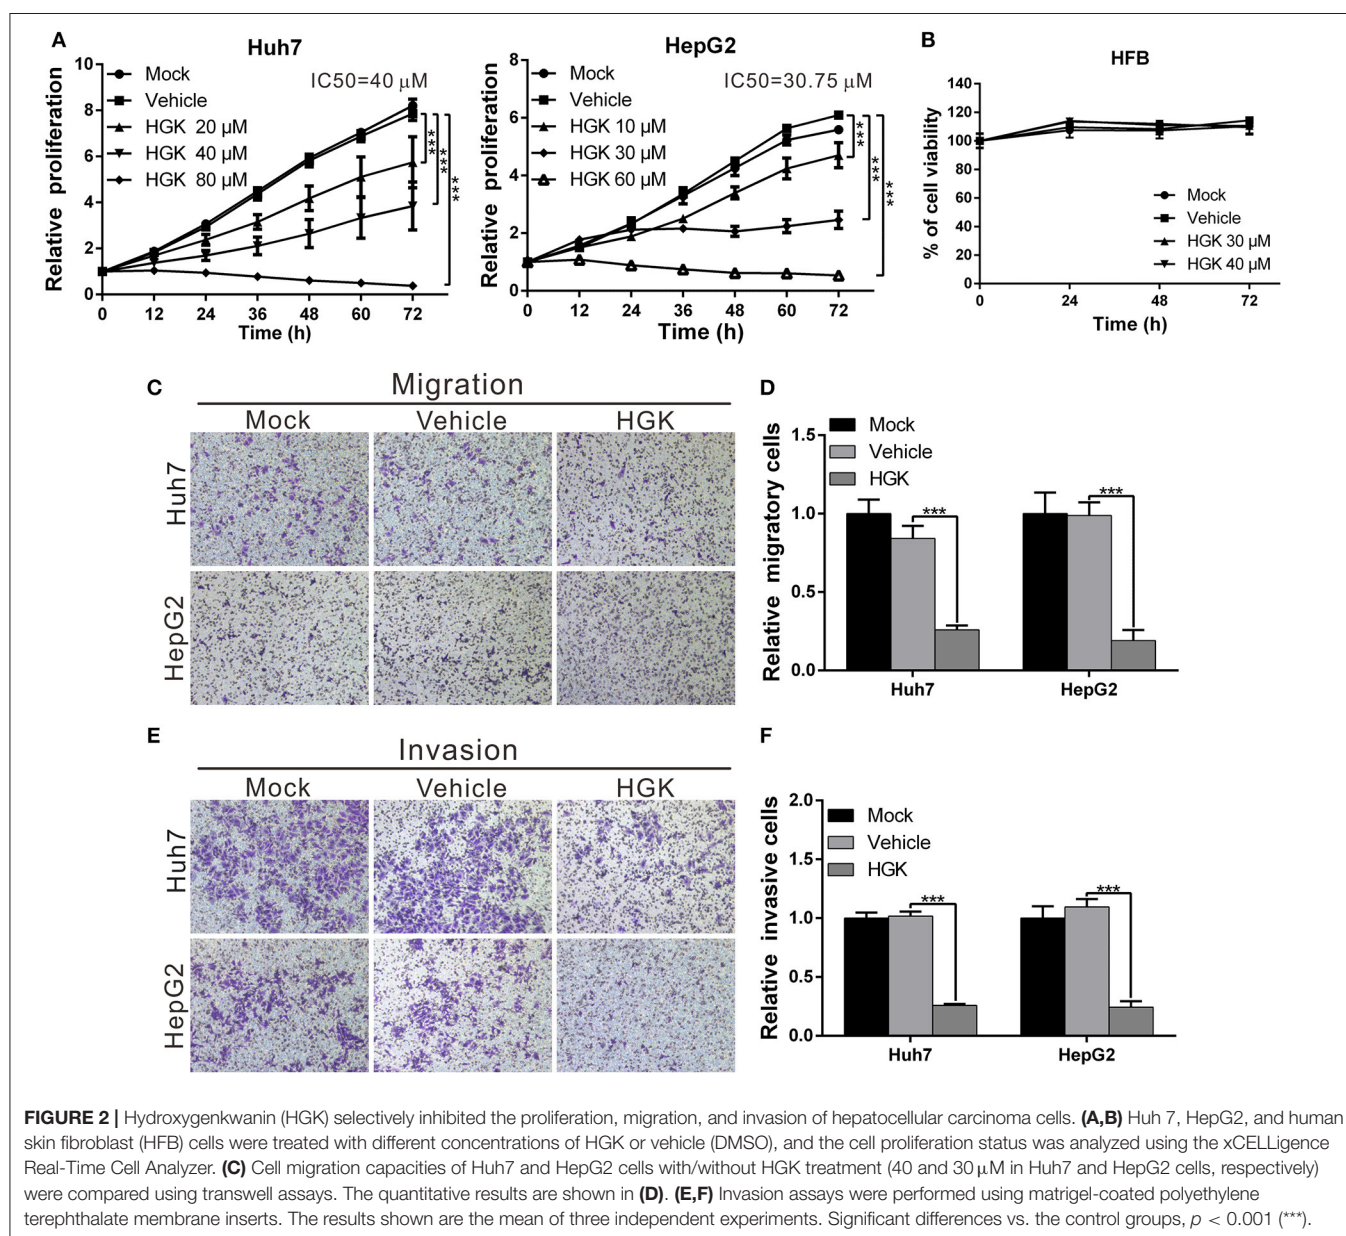 A
Huh7
Relative proliferation
10
8
6
4
2
0
Mock
Vehicle
HGK 20 µM
HGK 40 µM
HGK 80 µM
IC50=40 µM
***
***
***
0 12 24 36 48 60 72
Time (h)
HepG2
Relative proliferation
8
6
4
2
0
Mock
Vehicle
HGK 10 µM
HGK 30 µM
HGK 60 µM
IC50=30.75 µM
***
***
***
0 12 24 36 48 60 72
Time (h)
B
HFB
% of cell viability
140
120
100
80
60
40
20
0
Mock
Vehicle
HGK 30 µM
HGK 40 µM
0 24 48 72
Time (h)
C
Migration
Mock Vehicle HGK
Huh7
HepG2
D
Relative migratory cells
1.5
1.0
0.5
0.0
Mock
Vehicle
HGK
***
***
Huh7 HepG2
E
Invasion
Mock Vehicle HGK
Huh7
HepG2
F
Relative invasive cells
2.0
1.5
1.0
0.5
0.0
Mock
Vehicle
HGK
***
***
Huh7 HepG2
FIGURE 2 | Hydroxygenkwanin (HGK) selectively inhibited the proliferation, migration, and invasion of hepatocellular carcinoma cells. (A,B) Huh 7, HepG2, and human
skin fibroblast (HFB) cells were treated with different concentrations of HGK or vehicle (DMSO), and the cell proliferation status was analyzed using the xCELLigence
Real-Time Cell Analyzer. (C) Cell migration capacities of Huh7 and HepG2 cells with/without HGK treatment (40 and 30 µM in Huh7 and HepG2 cells, respectively)
were compared using transwell assays. The quantitative results are shown in (D). (E,F) Invasion assays were performed using matrigel-coated polyethylene
terephthalate membrane inserts. The results shown are the mean of three independent experiments. Significant differences vs. the control groups, p < 0.001 (***).